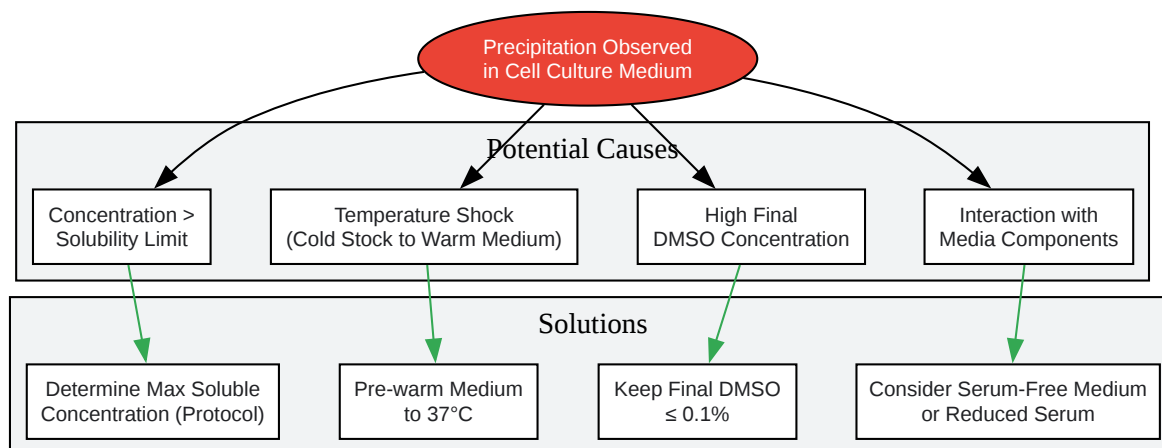 Precipitation Observed
in Cell Culture Medium
Potential Causes
Concentration >
Solubility Limit
Temperature Shock
(Cold Stock to Warm Medium)
High Final
DMSO Concentration
Interaction with
Media Components
Solutions
Determine Max Soluble
Concentration (Protocol)
Pre-warm Medium
to 37°C
Keep Final DMSO
≤ 0.1%
Consider Serum-Free Medium
or Reduced Serum